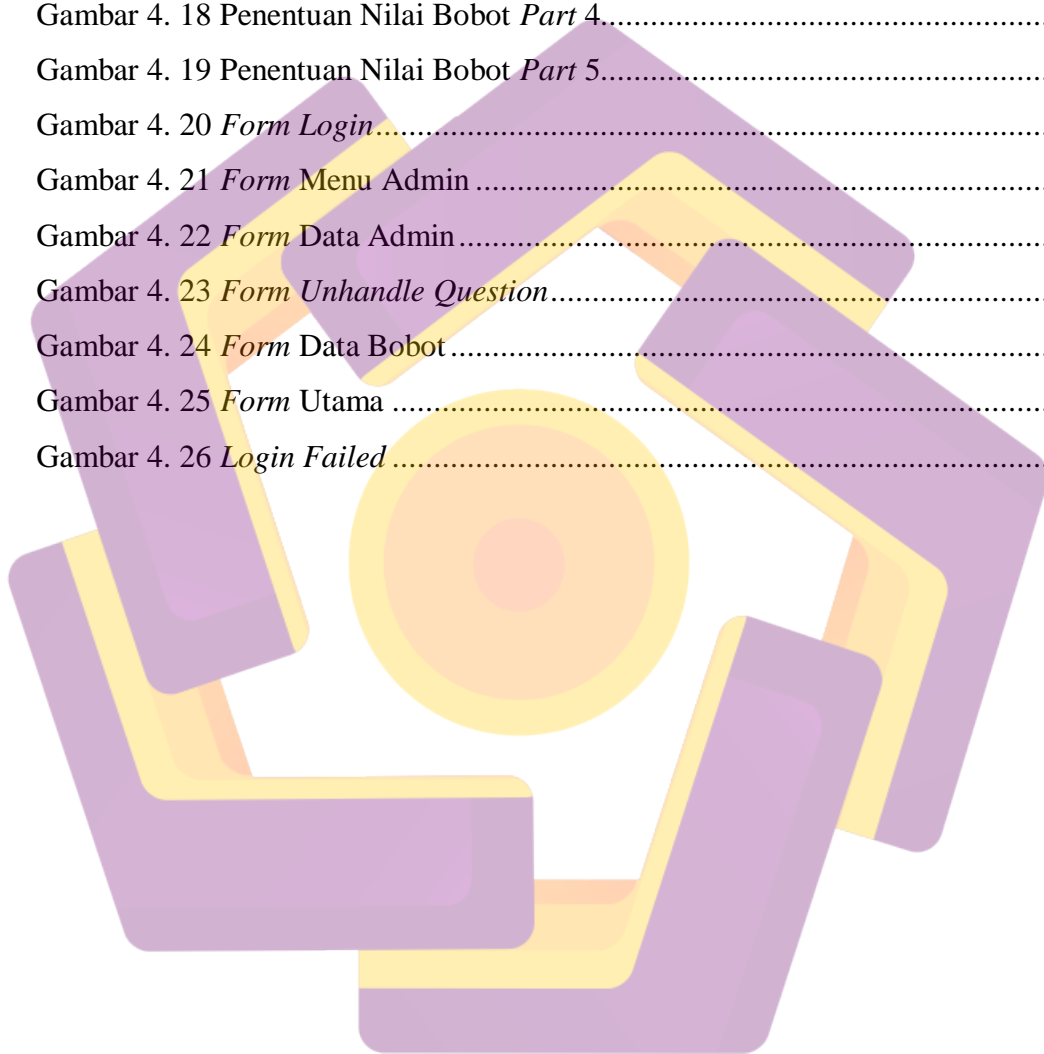 Gambar 4. 18 Penentuan Nilai Bobot Part 4...............................................................
Gambar 4. 19 Penentuan Nilai Bobot Part 5...............................................................
Gambar 4. 20 Form Login...............................................................................................
Gambar 4. 21 Form Menu Admin ................................................................................
Gambar 4. 22 Form Data Admin..................................................................................
Gambar 4. 23 Form Unhandle Question......................................................................
Gambar 4. 24 Form Data Bobot....................................................................................
Gambar 4. 25 Form Utama ...........................................................................................
Gambar 4. 26 Login Failed ...........................................................................................